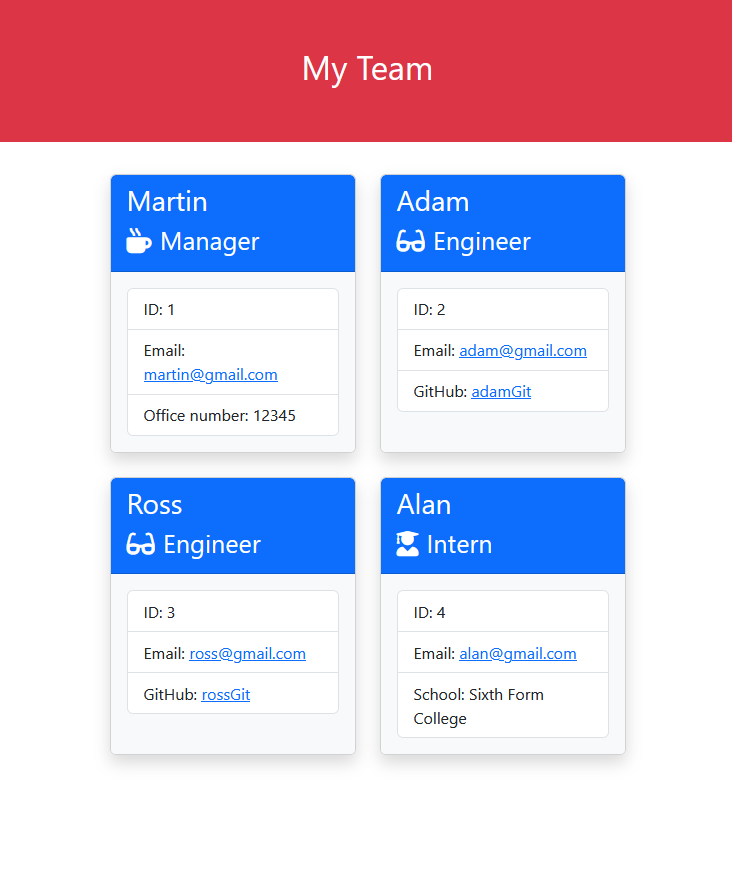 My Team
Martin
Manager
ID: 1
Email:
martin@gmail.com
Office number: 12345
Adam
Engineer
ID: 2
Email: adam@gmail.com
GitHub: adamGit
Ross
Engineer
ID: 3
Email: ross@gmail.com
GitHub: rossGit
Alan
Intern
ID: 4
Email: alan@gmail.com
School: Sixth Form
College